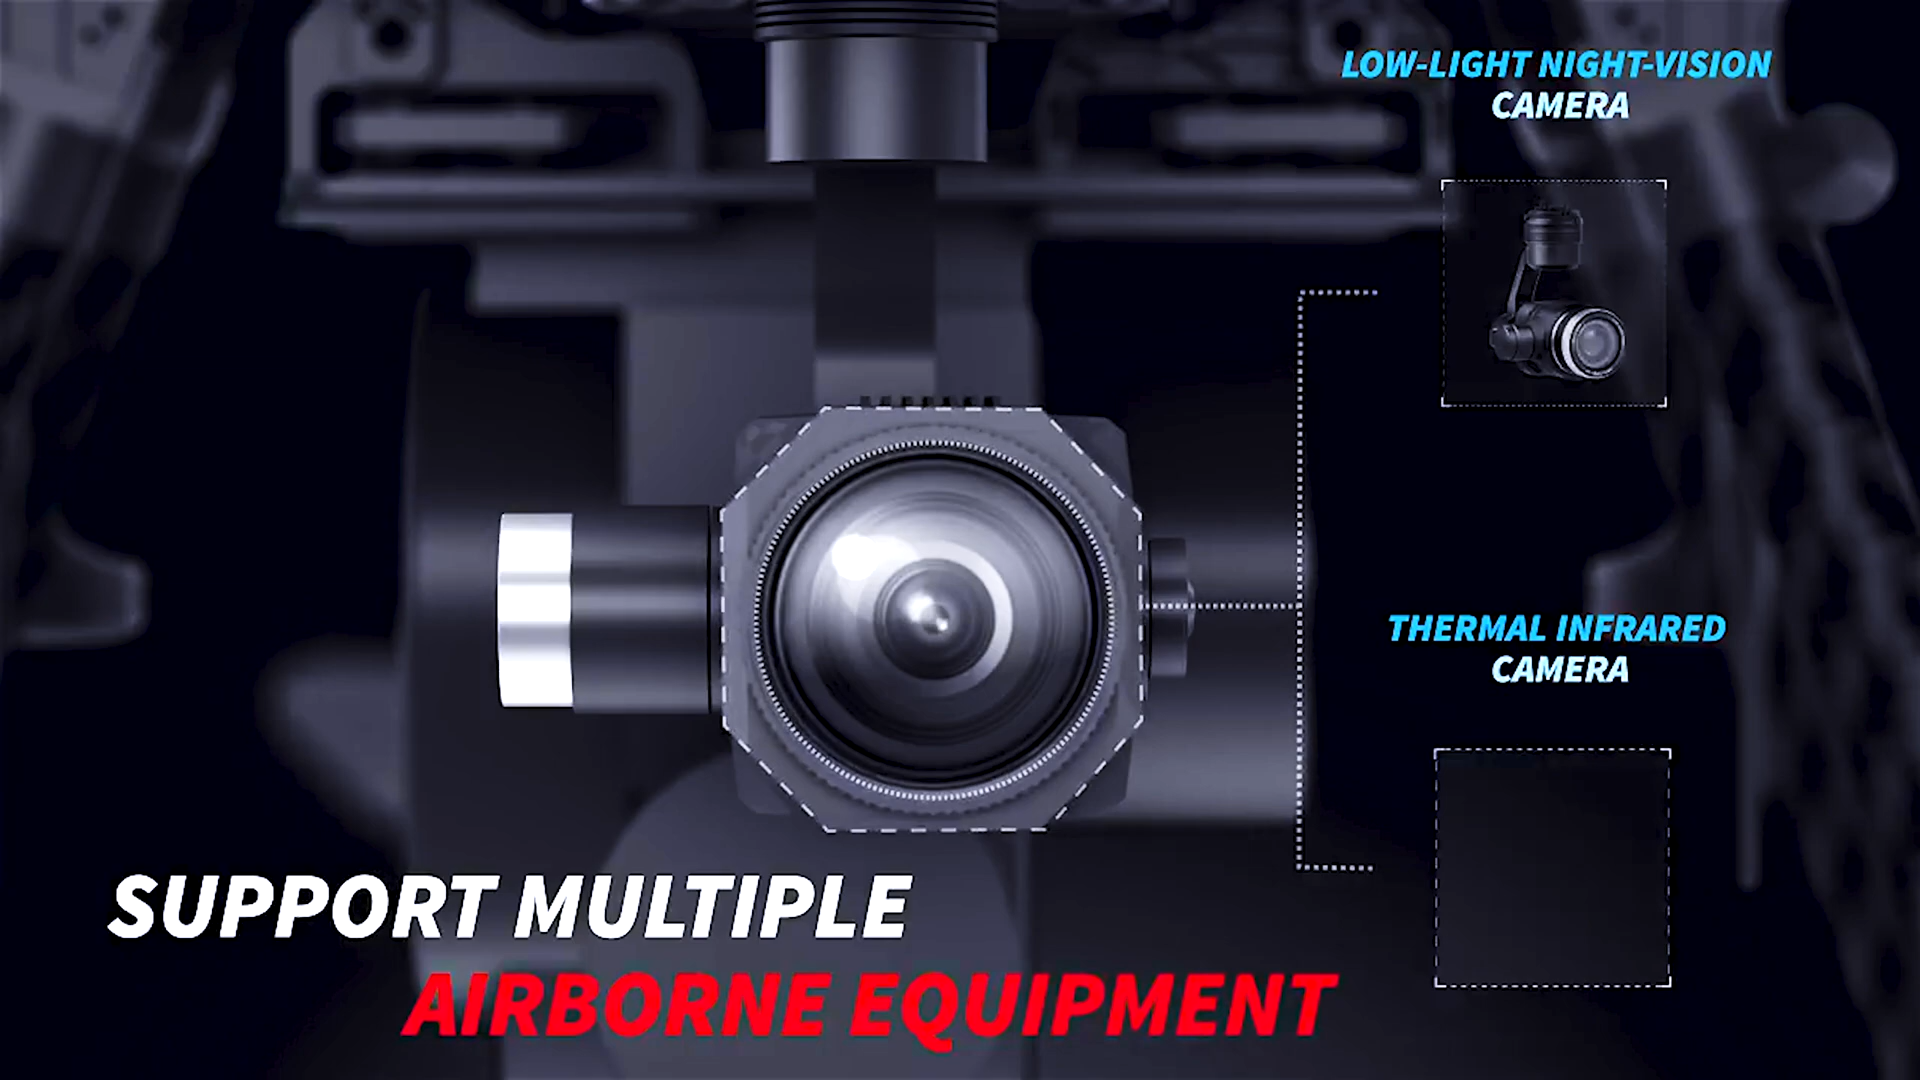 LOW-LIGHT NIGHT-VISION
CAMERA
THERMAL INFRARED
CAMERA
SUPPORT MULTIPLE
AIRBORNE EQUIPMENT